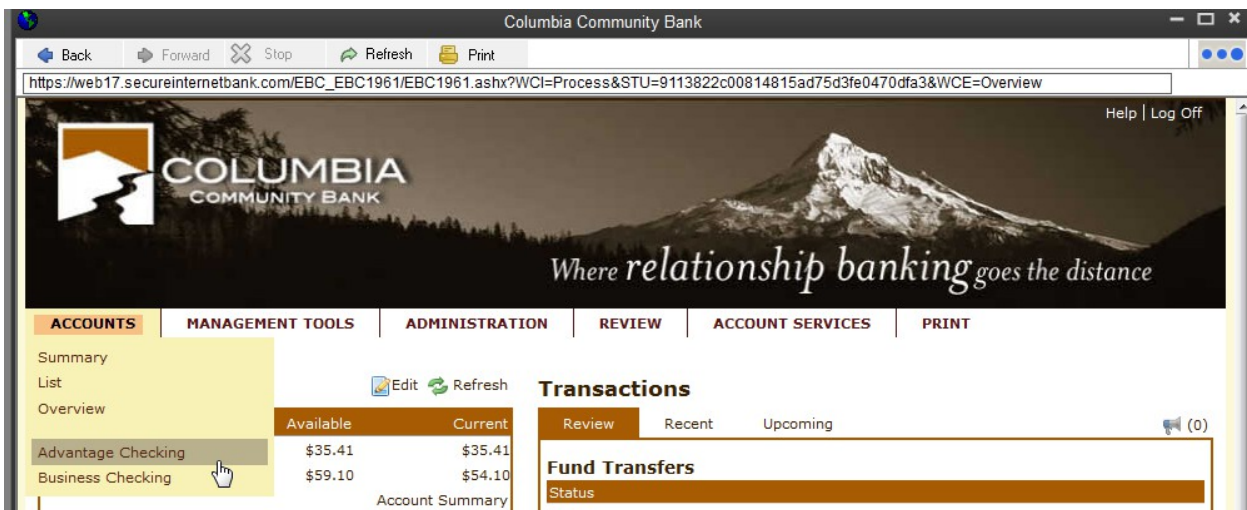 Columbia Community Bank
Back Forward Stop Refresh Print
https://web17.secureinternetbank.com/EBC_EBC1961/EBC1961.ashx?WCI=Process&STU=9113822c00814815ad75d3fe0470dfa3&WCE=Overview
Help | Log Off
COLUMBIA
COMMUNITY BANK
Where relationship banking goes the distance
ACCOUNTS MANAGEMENT TOOLS ADMINISTRATION REVIEW ACCOUNT SERVICES PRINT
Summary
List
Overview
Advantage Checking
Business Checking
Edit Refresh
Available Current
$35.41 $35.41
$59.10 $54.10
Account Summary
Transactions
Review Recent Upcoming (0)
Fund Transfers
Status